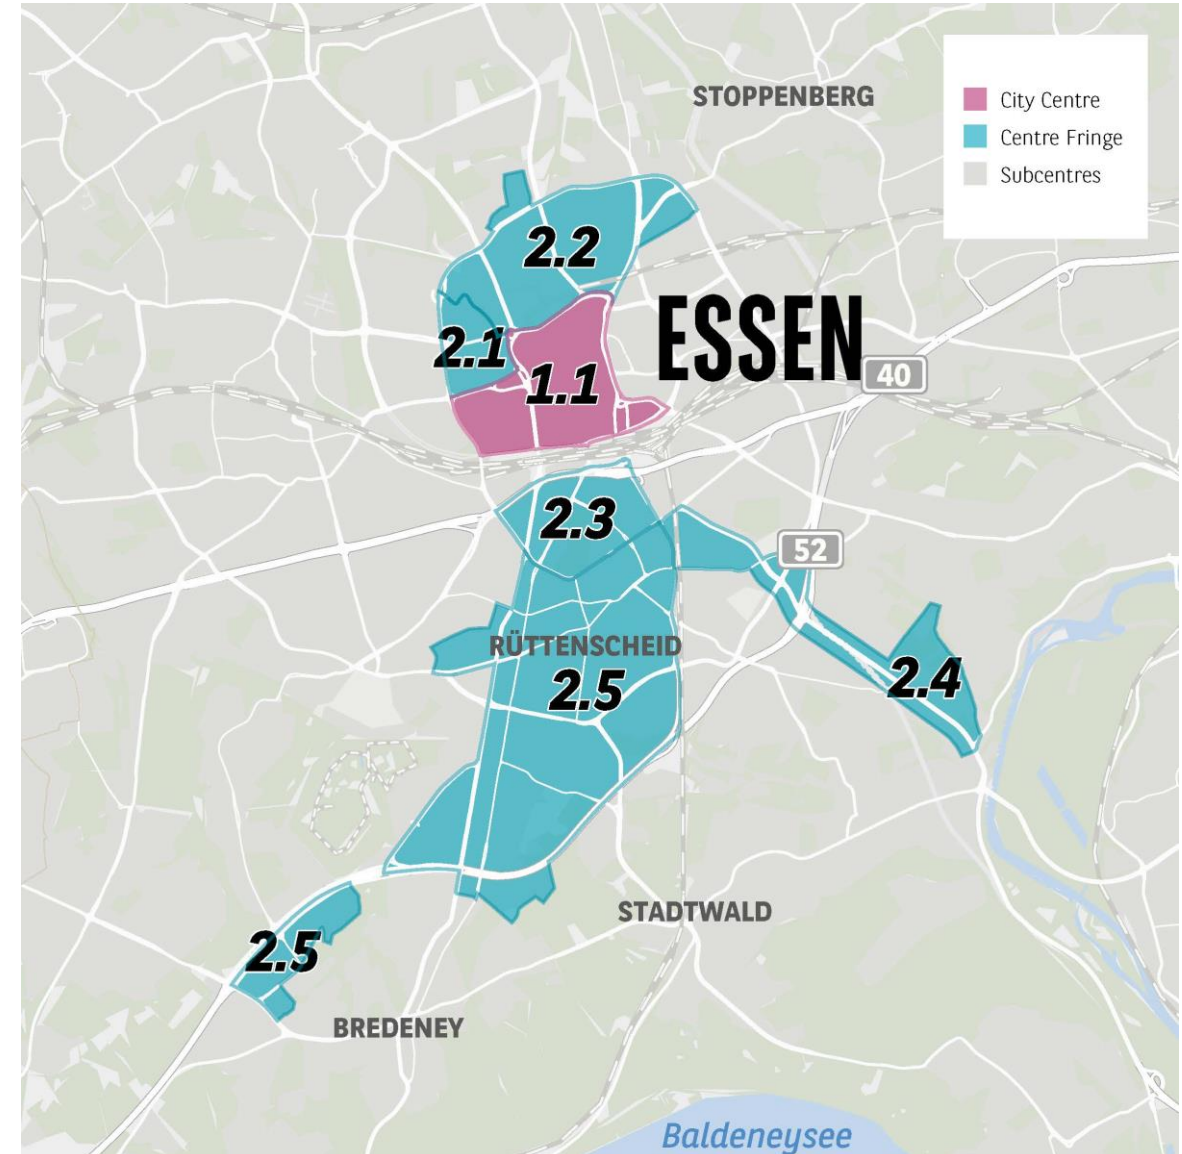 STOPPENBERG
City Centre
Centre Fringe
Subcentres
2.2
ESSEN
2.1
1.1
40
2.3
52
RÜTTENSCHEID
2.5
2.4
STADTWALD
2.5
BREDENEY
Baldeneysee